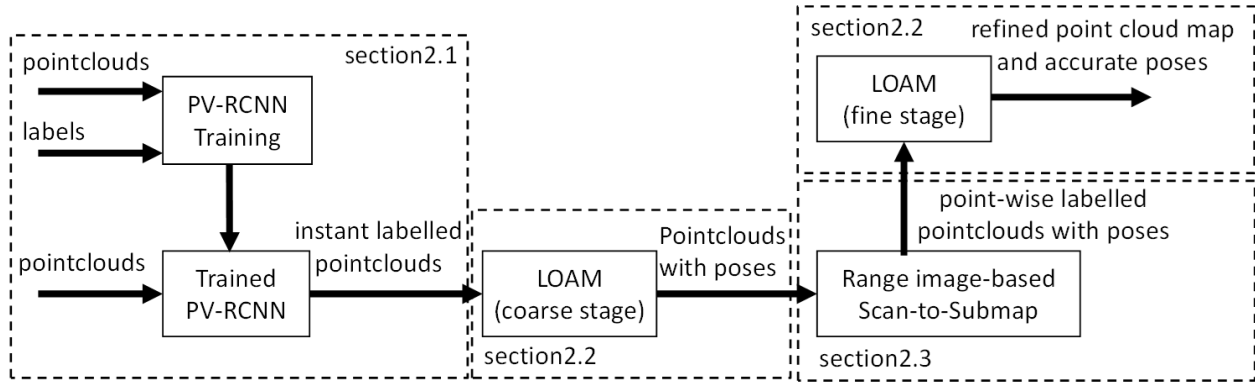 section2.1
pointclouds
PV-RCNN
Training
labels
pointclouds
Trained
PV-RCNN
instant labelled
pointclouds
LOAM
(coarse stage)
section2.2
Pointclouds
with poses
section2.2
LOAM
(fine stage)
refined point cloud map
and accurate poses
point-wise labelled
pointclouds with poses
Range image-based
Scan-to-Submap
section2.3